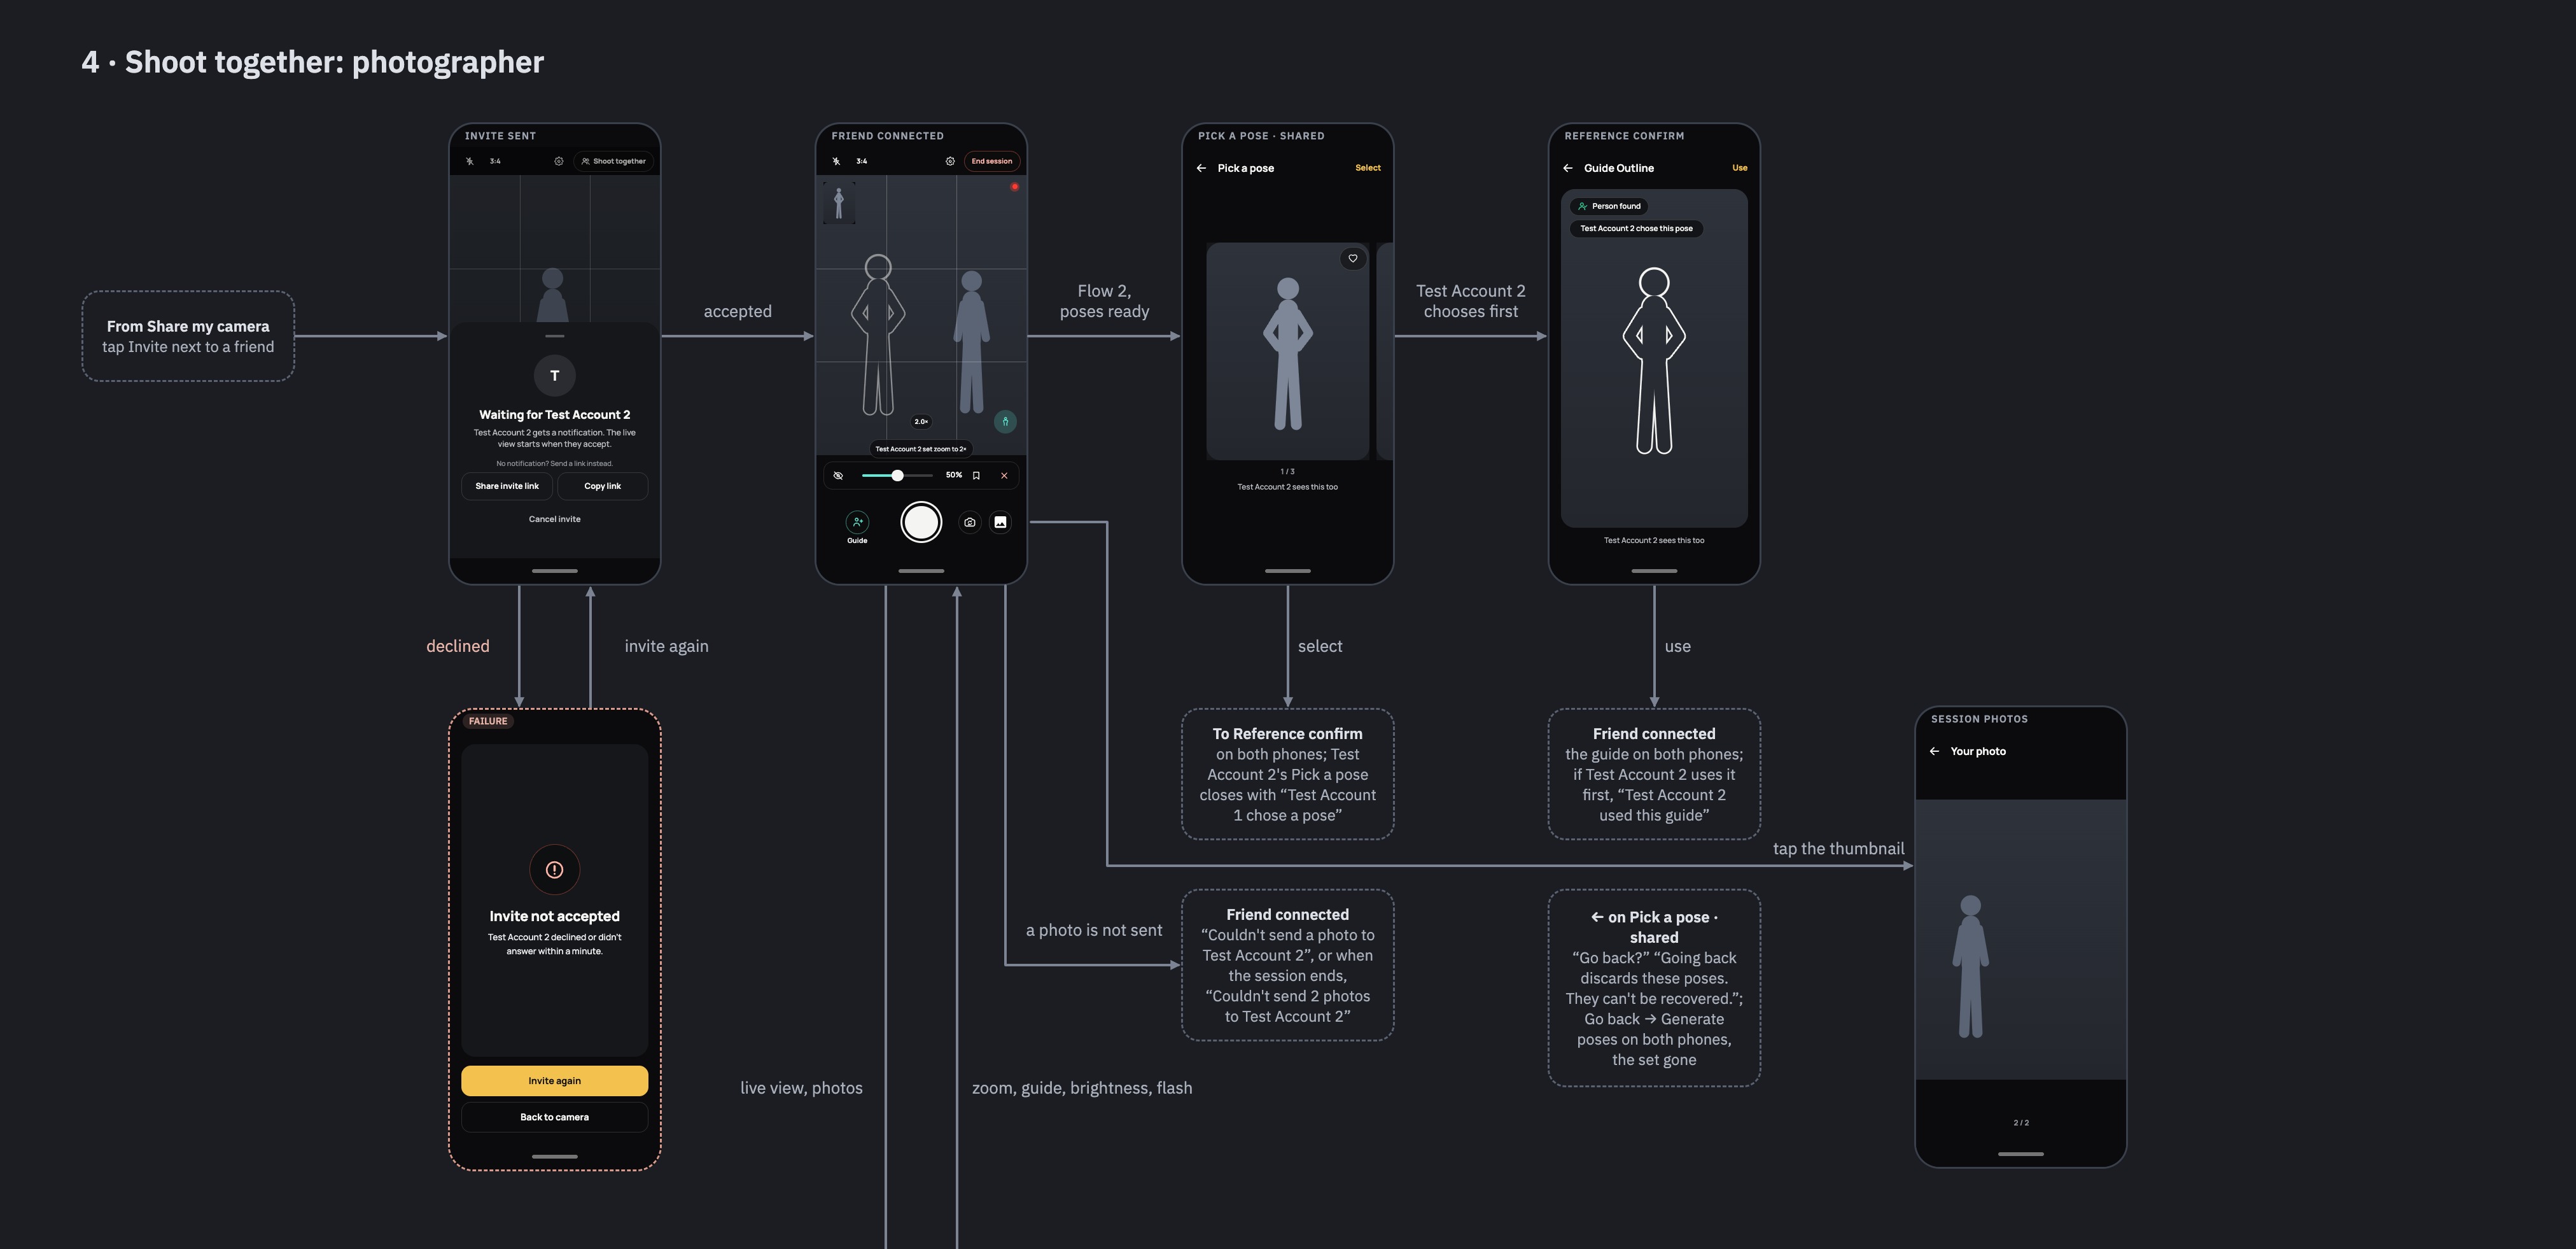 4 · Shoot together: photographer
INVITE SENT
3:4
Shoot together
From Share my camera
tap Invite next to a friend
T
Waiting for Test Account 2
Test Account 2 gets a notification. The live
view starts when they accept.
No notification? Send a link instead.
Share invite link
Copy link
Cancel invite
accepted
FRIEND CONNECTED
3:4
End session
2.0×
Test Account 2 set zoom to 2×
50%
Guide
Flow 2,
poses ready
PICK A POSE · SHARED
← Pick a pose
Select
1 / 3
Test Account 2 sees this too
Test Account 2
chooses first
REFERENCE CONFIRM
← Guide Outline
Use
Person found
Test Account 2 chose this pose
Test Account 2 sees this too
declined
invite again
select
use
FAILURE
Invite not accepted
Test Account 2 declined or didn't
answer within a minute.
Invite again
Back to camera
To Reference confirm
on both phones; Test
Account 2's Pick a pose
closes with “Test Account
1 chose a pose”
Friend connected
the guide on both phones;
if Test Account 2 uses it
first, “Test Account 2
used this guide”
tap the thumbnail
SESSION PHOTOS
← Your photo
2 / 2
a photo is not sent
Friend connected
“Couldn't send a photo to
Test Account 2”, or when
the session ends,
“Couldn't send 2 photos
to Test Account 2”
← on Pick a pose ·
shared
“Go back?” “Going back
discards these poses.
They can't be recovered.”;
Go back → Generate
poses on both phones,
the set gone
live view, photos
zoom, guide, brightness, flash